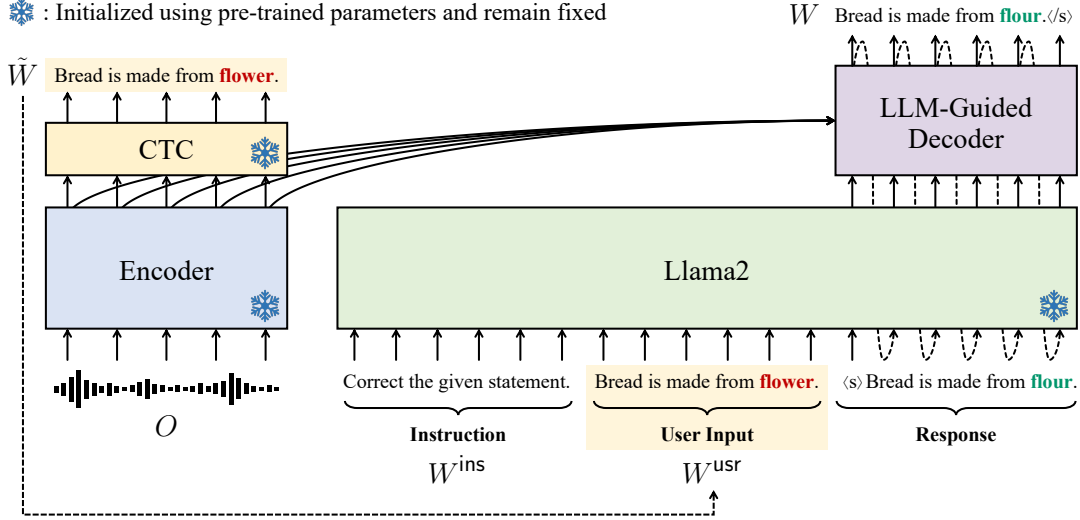 : Initialized using pre-trained parameters and remain fixed
W Bread is made from flour.⟨/s⟩
W̃ Bread is made from flower.
CTC
LLM-Guided
Decoder
Encoder
Llama2
Correct the given statement. Bread is made from flower. ⟨s⟩ Bread is made from flour.
O
Instruction User Input Response
W^ins W^usr